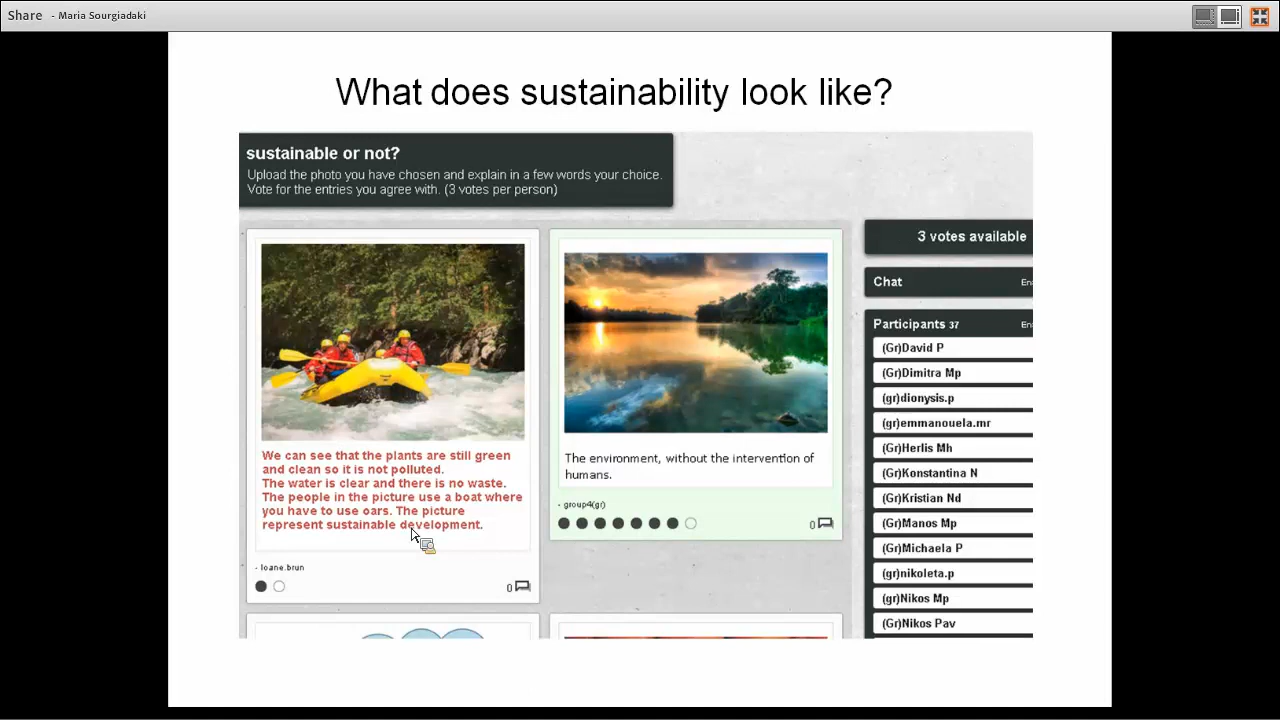 Share - Maria Sourgiadaki
What does sustainability look like?
sustainable or not?
Upload the photo you have chosen and explain in a few words your choice.
Vote for the entries you agree with. (3 votes per person)
We can see that the plants are still green
and clean so it is not polluted.
The water is clear and there is no waste.
The people in the picture use a boat where
you have to use oars. The picture
represent sustainable development.
- loane.brun
0
The environment, without the intervention of
humans.
- group4(gr)
0
3 votes available
Chat
En
Participants 37
En
(Gr)David P
(Gr)Dimitra Mp
(gr)dionysis.p
(gr)emmanouela.mr
(Gr)Herlis Mh
(Gr)Konstantina N
(Gr)Kristian Nd
(Gr)Manos Mp
(Gr)Michaela P
(gr)nikoleta.p
(gr)Nikos Mp
(Gr)Nikos Pav